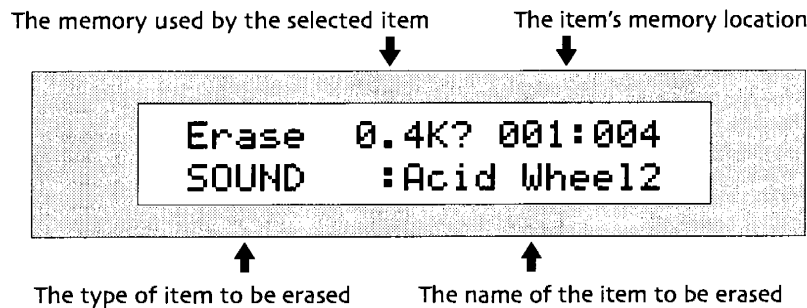 The memory used by the selected item
The item's memory location
Erase 0.4K? 001:004
SOUND :Acid Wheel2
The type of item to be erased
The name of the item to be erased